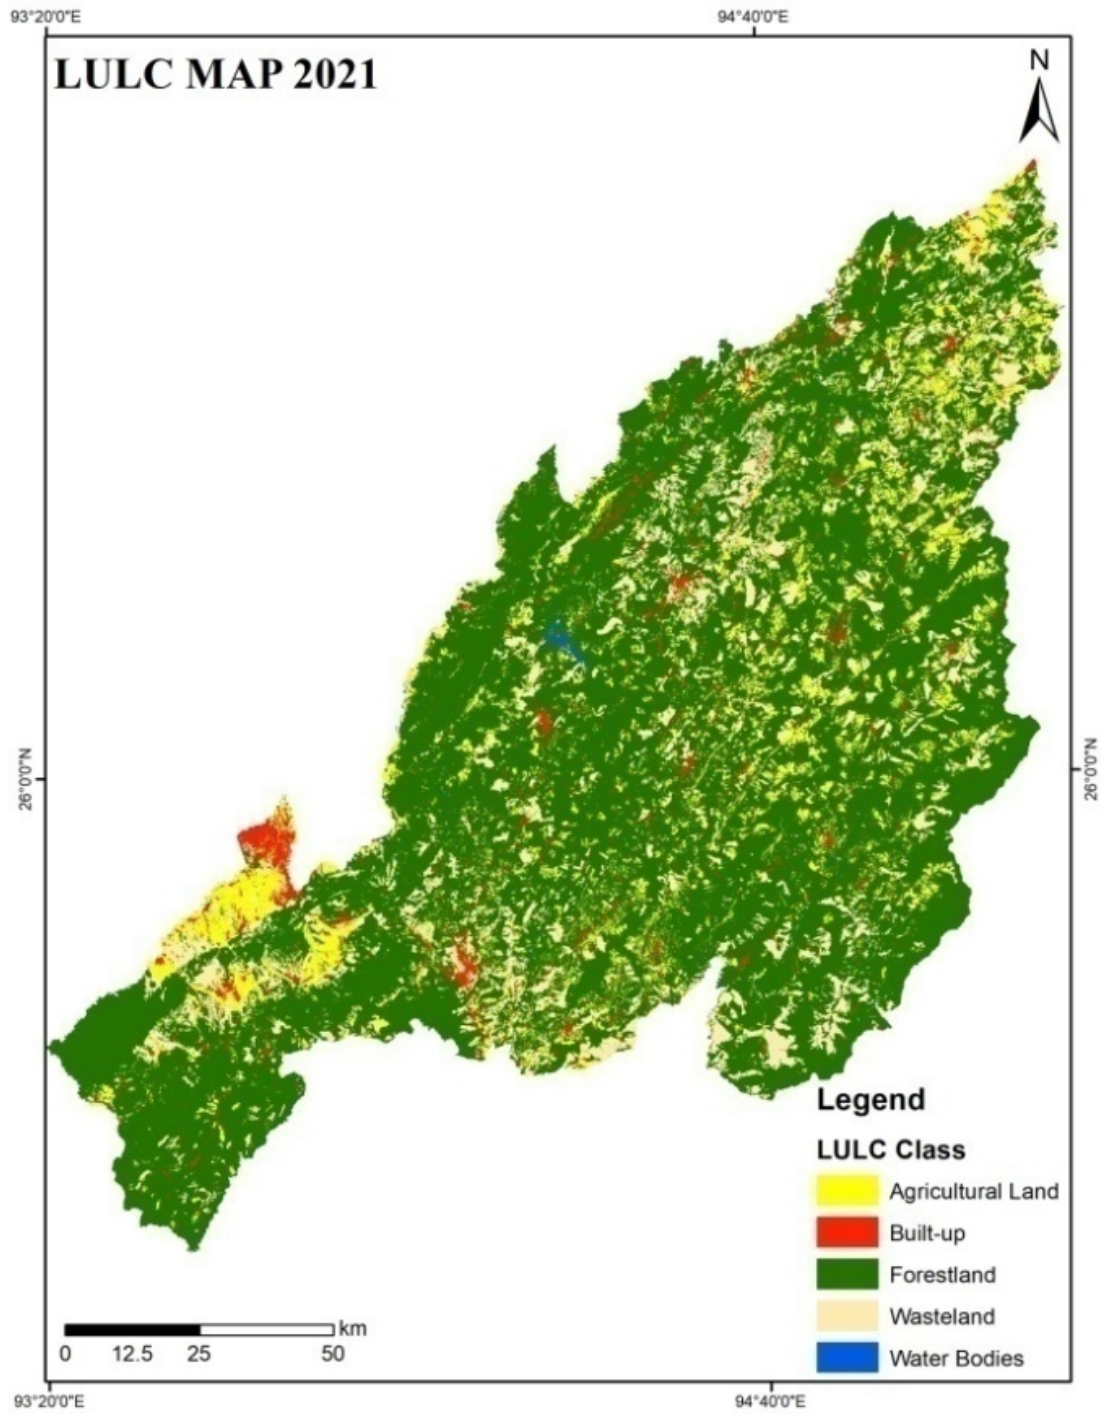 93°20'0"E 94°40'0"E
LULC MAP 2021
N
26°0'0"N 26°0'0"N
Legend
LULC Class
Agricultural Land
Built-up
Forestland
Wasteland
Water Bodies
km
0 12.5 25 50
93°20'0"E 94°40'0"E